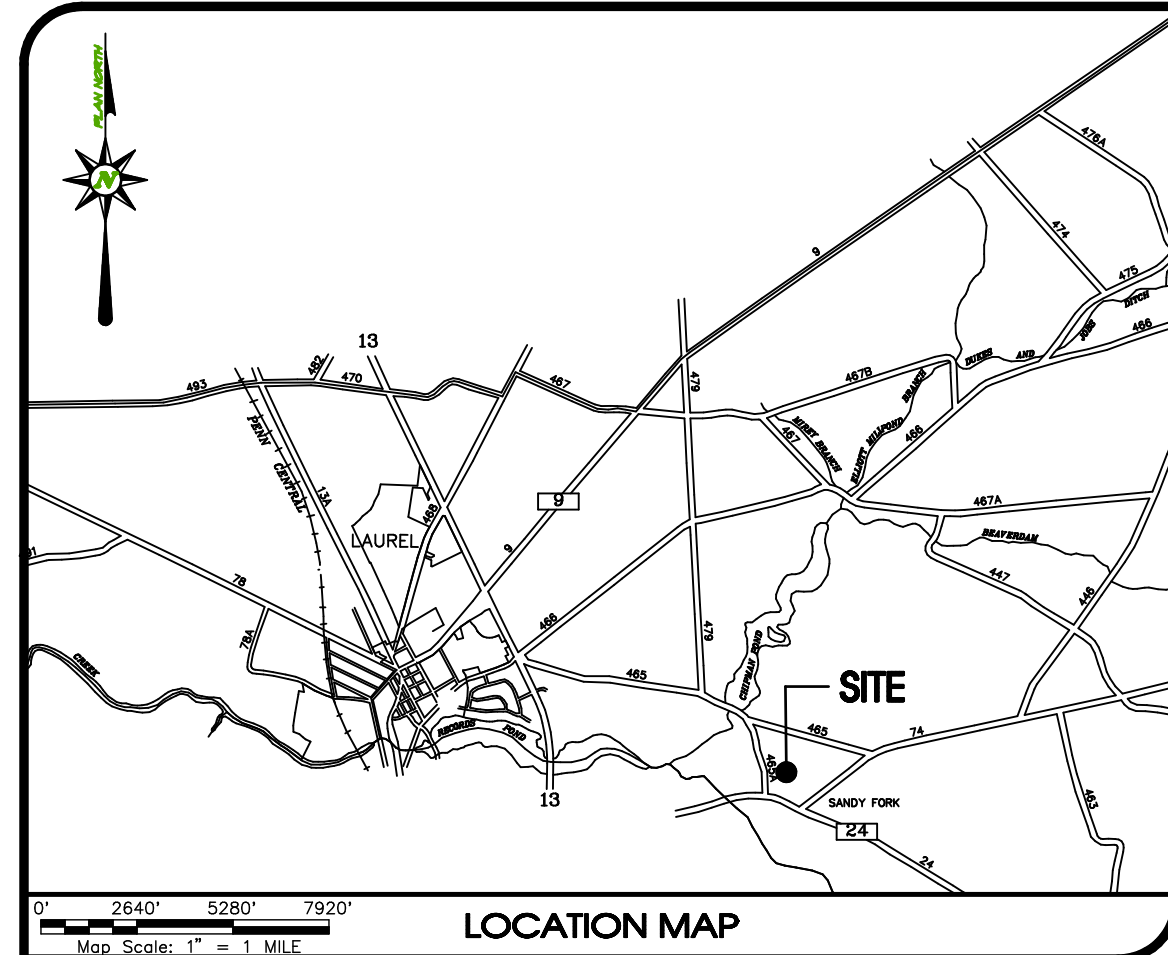 PLAN NORTH
N
476A
9
474
475
JOBS
DITCH
466
13
482
470
493
467
479
467B
DUKES AND
MIREY BRANCH
467
ELLIOTT MILLPOND
BRANCH
466
PENN
CENTRAL
13A
468
9
467A
LAUREL
9
BEAVERDAM
91
78
447
446
78A
466
479
CHIPMAN POND
465
SITE
CREEK
RECORDS
POND
465
74
465A
13
SANDY FORK
463
24
24
0' 2640' 5280' 7920'
Map Scale: 1" = 1 MILE
LOCATION MAP